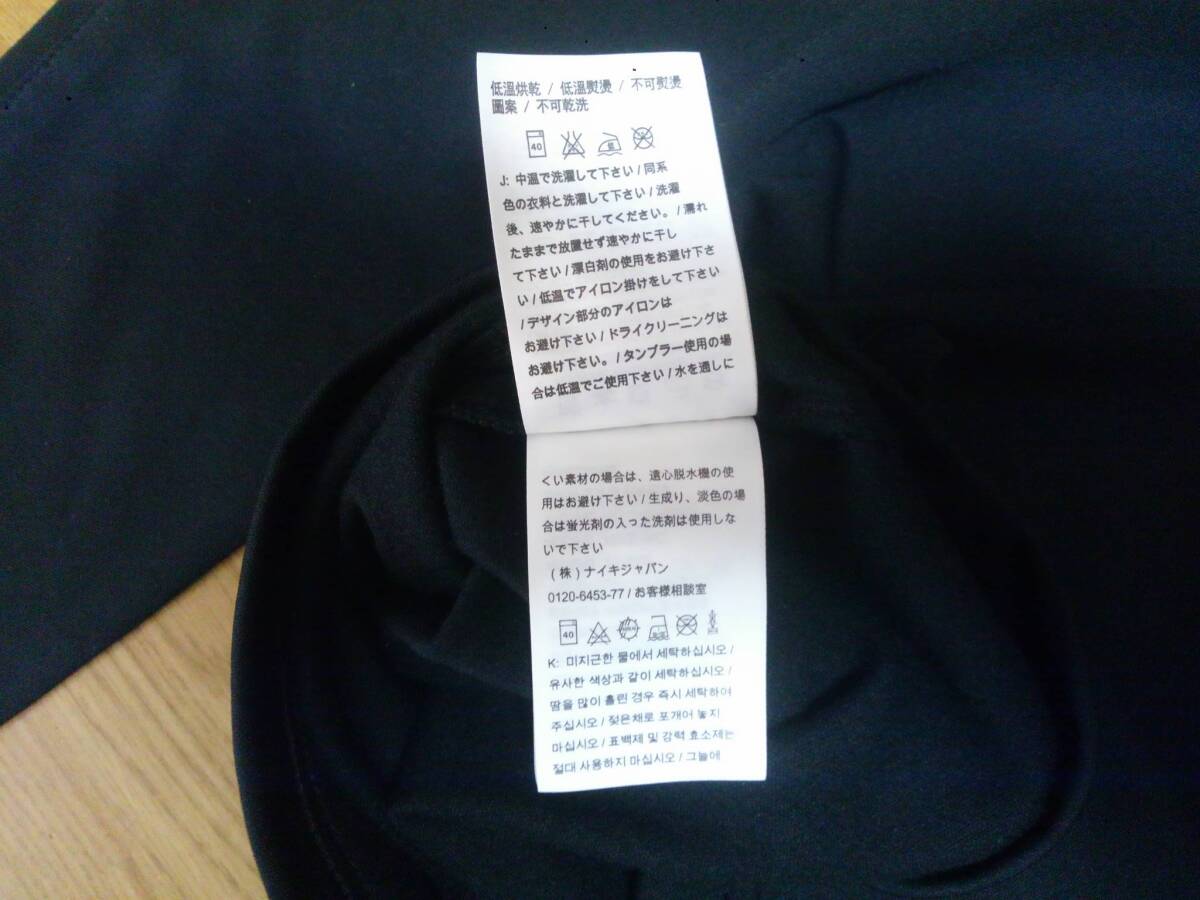 低溫烘乾 / 低溫熨燙 / 不可熨燙
圖案 / 不可乾洗
40
J: 中温で洗濯して下さい / 同系
色の衣料と洗濯して下さい / 洗濯
後、速やかに干してください。 / 濡れ
たままで放置せず速やかに干し
て下さい / 漂白剤の使用をお避け下さ
い / 低温でアイロン掛けをして下さい
/ デザイン部分のアイロンは
お避け下さい / ドライクリーニングは
お避け下さい。 / タンブラー使用の場
合は低温でご使用下さい / 水を通しに
くい素材の場合は、遠心脱水機の使
用はお避け下さい / 生成り、淡色の場
合は蛍光剤の入った洗剤は使用しな
いで下さい
(株) ナイキジャパン
0120-6453-77 / お客様相談室
40
K: 미지근한 물에서 세탁하십시오 /
유사한 색상과 같이 세탁하십시오 /
땀을 많이 흘린 경우 즉시 세탁하여
주십시오 / 젖은채로 포개어 놓지
마십시오 / 표백제 및 강력 효소제는
절대 사용하지 마십시오 / 그늘에